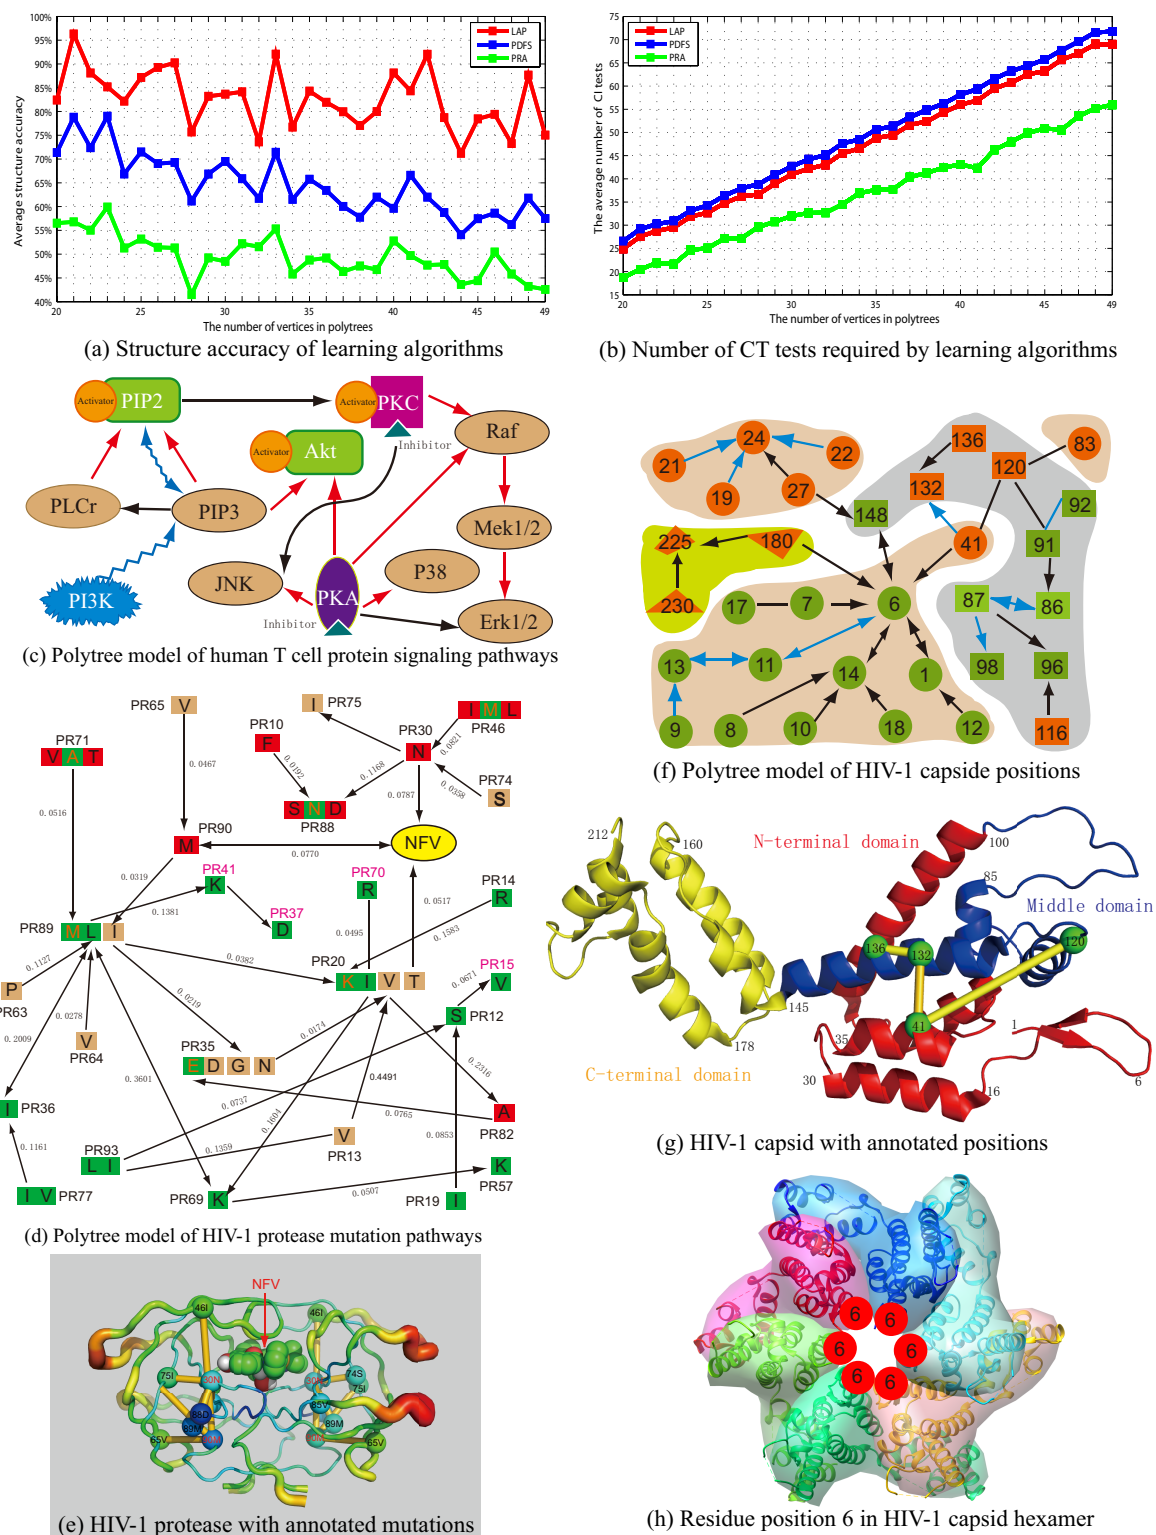 100%
95%
90%
85%
80%
75%
70%
65%
60%
55%
50%
45%
40%
Average structure accuracy
LAP
PDFS
PRA
20 25 30 35 40 45 49
The number of vertices in polytrees
(a) Structure accuracy of learning algorithms
75
70
65
60
55
50
45
40
35
30
25
20
15
The average number of CI tests
LAP
PDFS
PRA
20 25 30 35 40 45 49
The number of vertices in polytrees
(b) Number of CT tests required by learning algorithms
Activator PIP2
Activator PKC
Inhibitor
Raf
Activator Akt
PLCr
PIP3
Mek1/2
PI3K
JNK
PKA
Inhibitor
P38
Erk1/2
(c) Polytree model of human T cell protein signaling pathways
PR65 V
I PR75
PR71
V A T
PR10
F
PR30
N
I M L
PR46
0.0821
0.0467
0.0192
0.1168
0.0358
PR74
S
0.0516
S N D
PR88
0.0787
PR90
M
0.0770
NFV
0.0319
PR41
K
PR70
R
PR14
R
0.1381
PR37
D
0.0517
0.0495
0.1583
PR89 M L I
0.0382
PR20
K I V T
0.0671
PR15
V
0.1127
P
PR63
0.0278
0.0219
S PR12
0.2009
V
PR64
PR35
E D G N
0.0174
0.3601
0.4491
0.2316
I PR36
0.0737
0.1604
0.0765
A
PR82
0.1161
PR93
L I
0.1359
V
PR13
0.0853
K
PR57
I V PR77
PR69 K
0.0507
PR19 I
(d) Polytree model of HIV-1 protease mutation pathways
NFV
46I
46I
75I
30N
74S
75I
88D
85V
89M
89M
65V
65V
(e) HIV-1 protease with annotated mutations
24
136
83
21
22
120
19
27
132
92
148
225
180
41
91
230
17
7
6
87
86
13
11
14
1
98
96
9
8
10
18
12
116
(f) Polytree model of HIV-1 capside positions
212
160
N-terminal domain
100
85
Middle domain
136
132
120
145
41
1
35
178
C-terminal domain
30
16
6
(g) HIV-1 capsid with annotated positions
6
6
6
6
6
6
(h) Residue position 6 in HIV-1 capsid hexamer